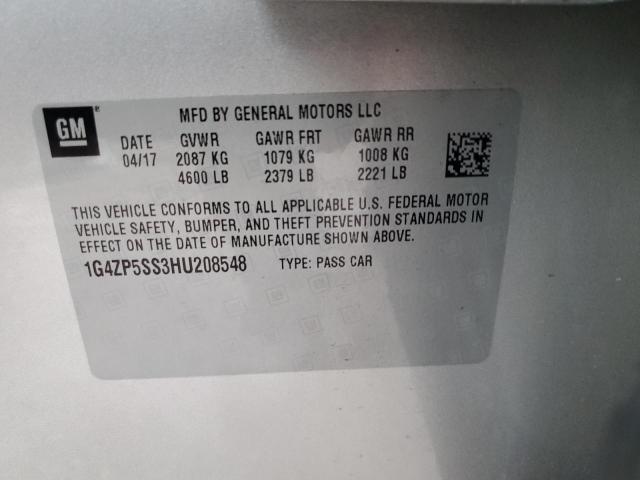 GM ® MFD BY GENERAL MOTORS LLC
DATE GVWR GAWR FRT GAWR RR
04/17 2087 KG 1079 KG 1008 KG
4600 LB 2379 LB 2221 LB
THIS VEHICLE CONFORMS TO ALL APPLICABLE U.S. FEDERAL MOTOR
VEHICLE SAFETY, BUMPER, AND THEFT PREVENTION STANDARDS IN
EFFECT ON THE DATE OF MANUFACTURE SHOWN ABOVE.
1G4ZP5SS3HU208548 TYPE: PASS CAR